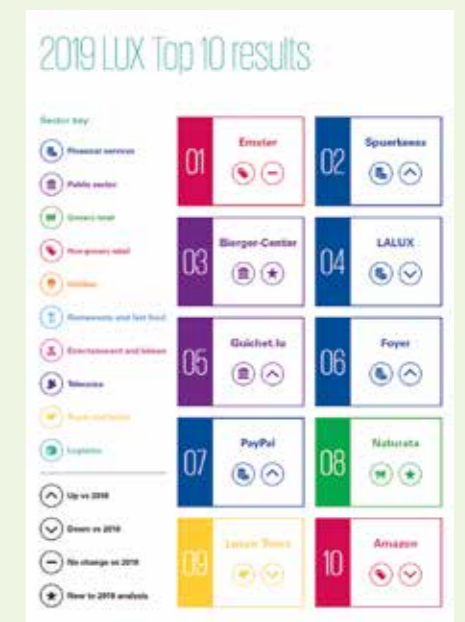 2019 LUX Top 10 results
Sector key:
Financial services
Public sector
Grocery retail
Non-grocery retail
Utilities
Restaurants and fast food
Entertainment and leisure
Telecoms
Travel and hotels
Logistics
Up vs 2018
Down vs 2018
No change vs 2018
New to 2019 analysis
01
Ernster
02
Spuerkeess
03
Bierger-Center
04
LALUX
05
Guichet.lu
06
Foyer
07
PayPal
08
Naturata
09
10
Amazon